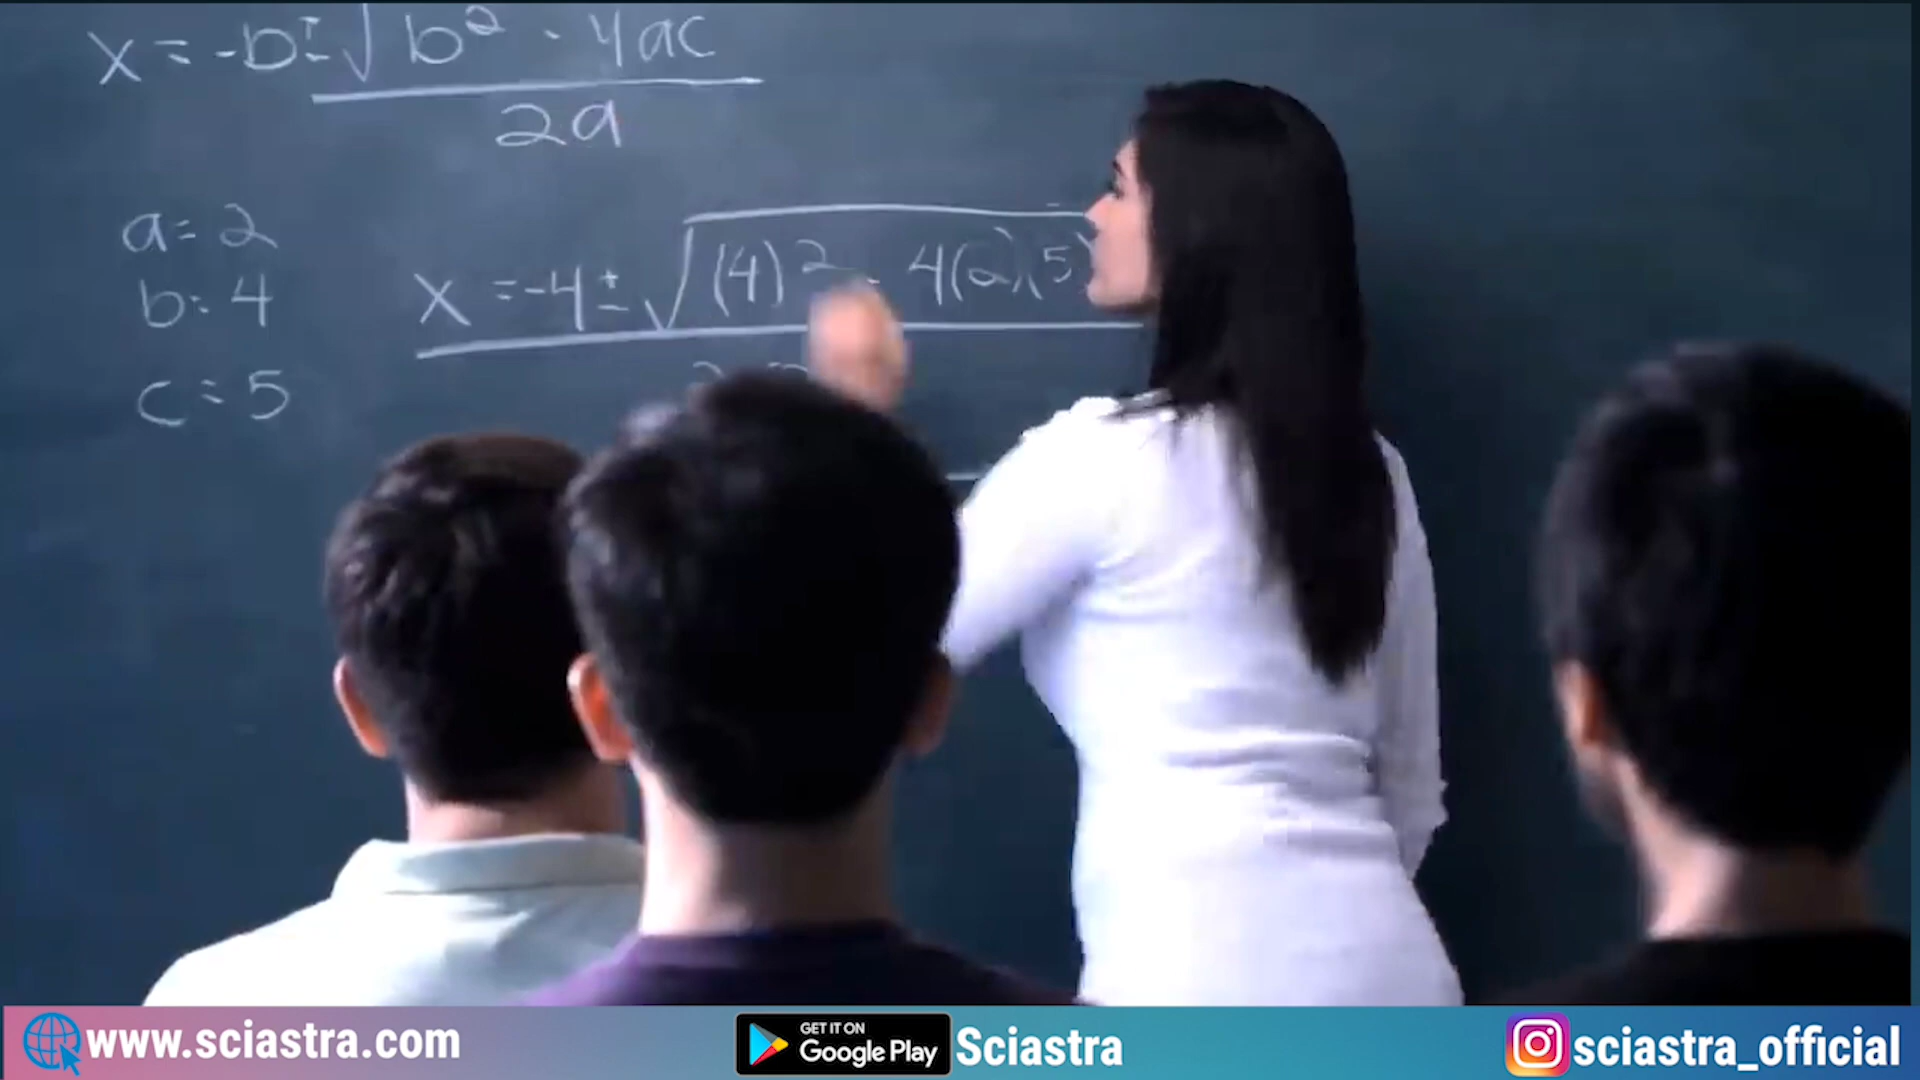 x = -b ± √ b² - 4ac
2a
a = 2
b = 4
c = 5
x = -4 ± √ (4)² - 4(2)(5)
www.sciastra.com
GET IT ON
Google Play
Sciastra
sciastra_official